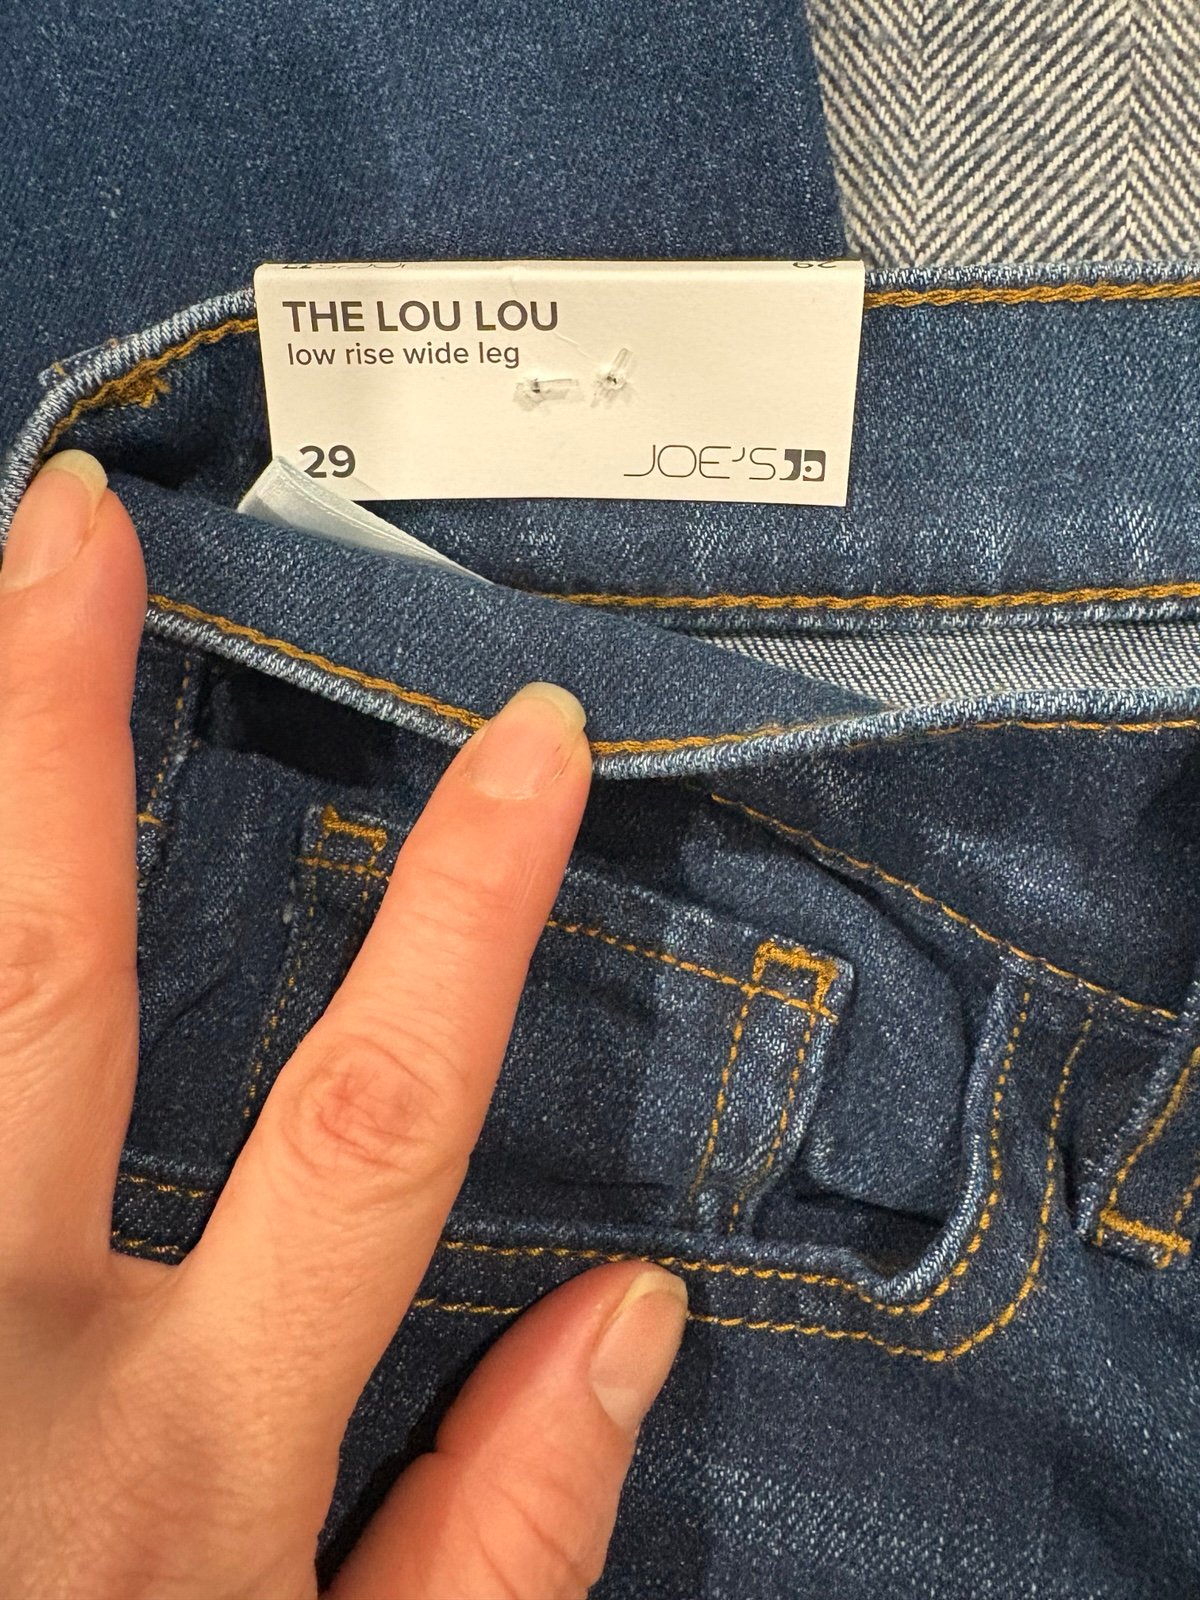 THE LOU LOU
low rise wide leg
29
JOE'S